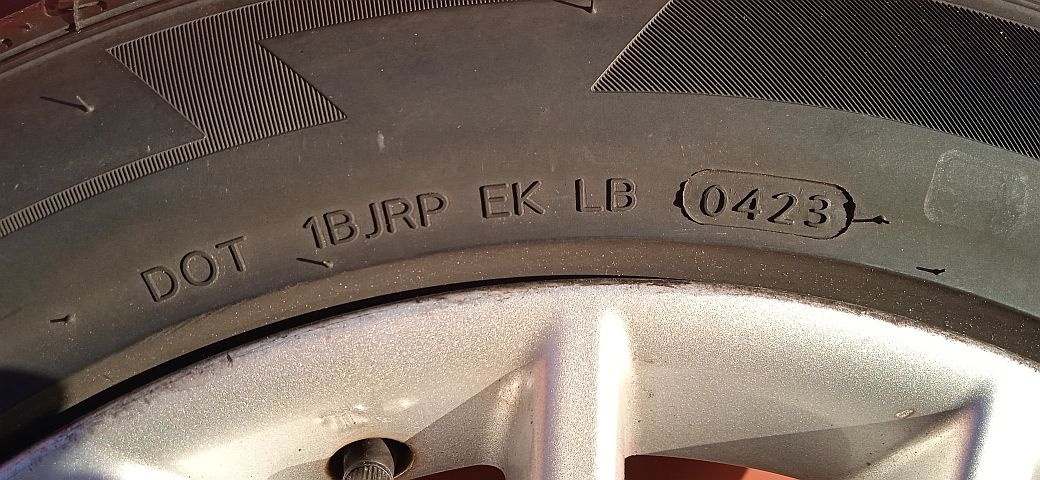 DOT 1BJRP EK LB 0423